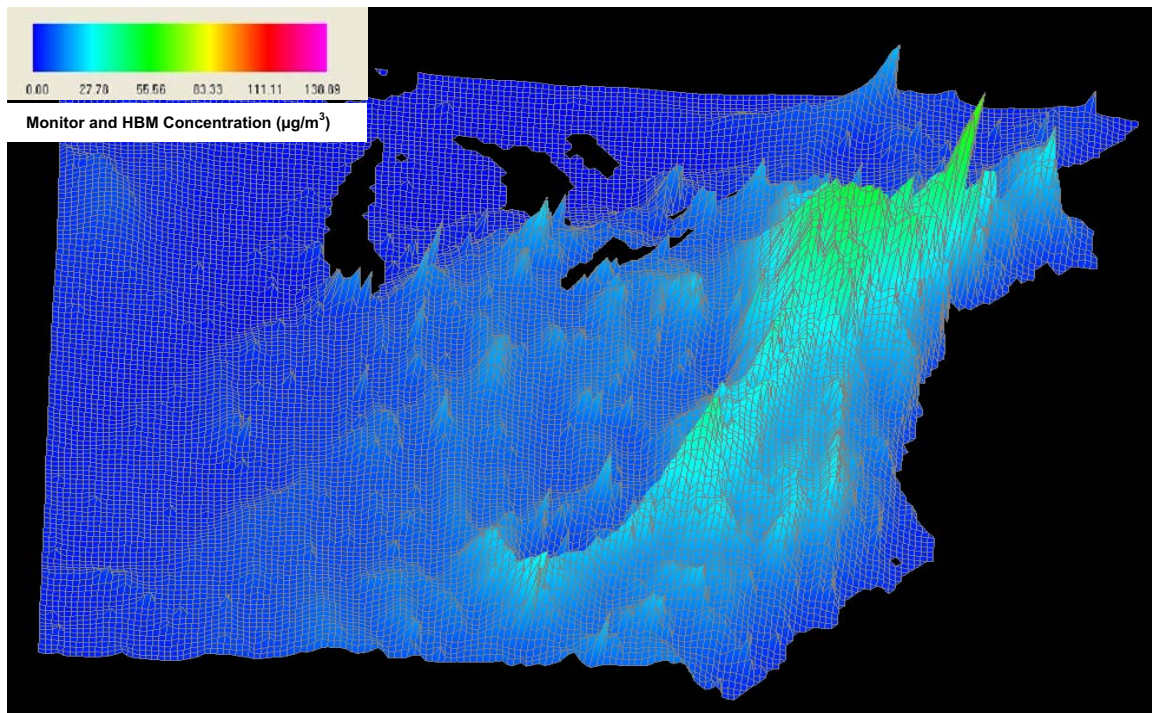 0.00 27.78 55.56 83.33 111.11 138.89
Monitor and HBM Concentration (µg/m³)